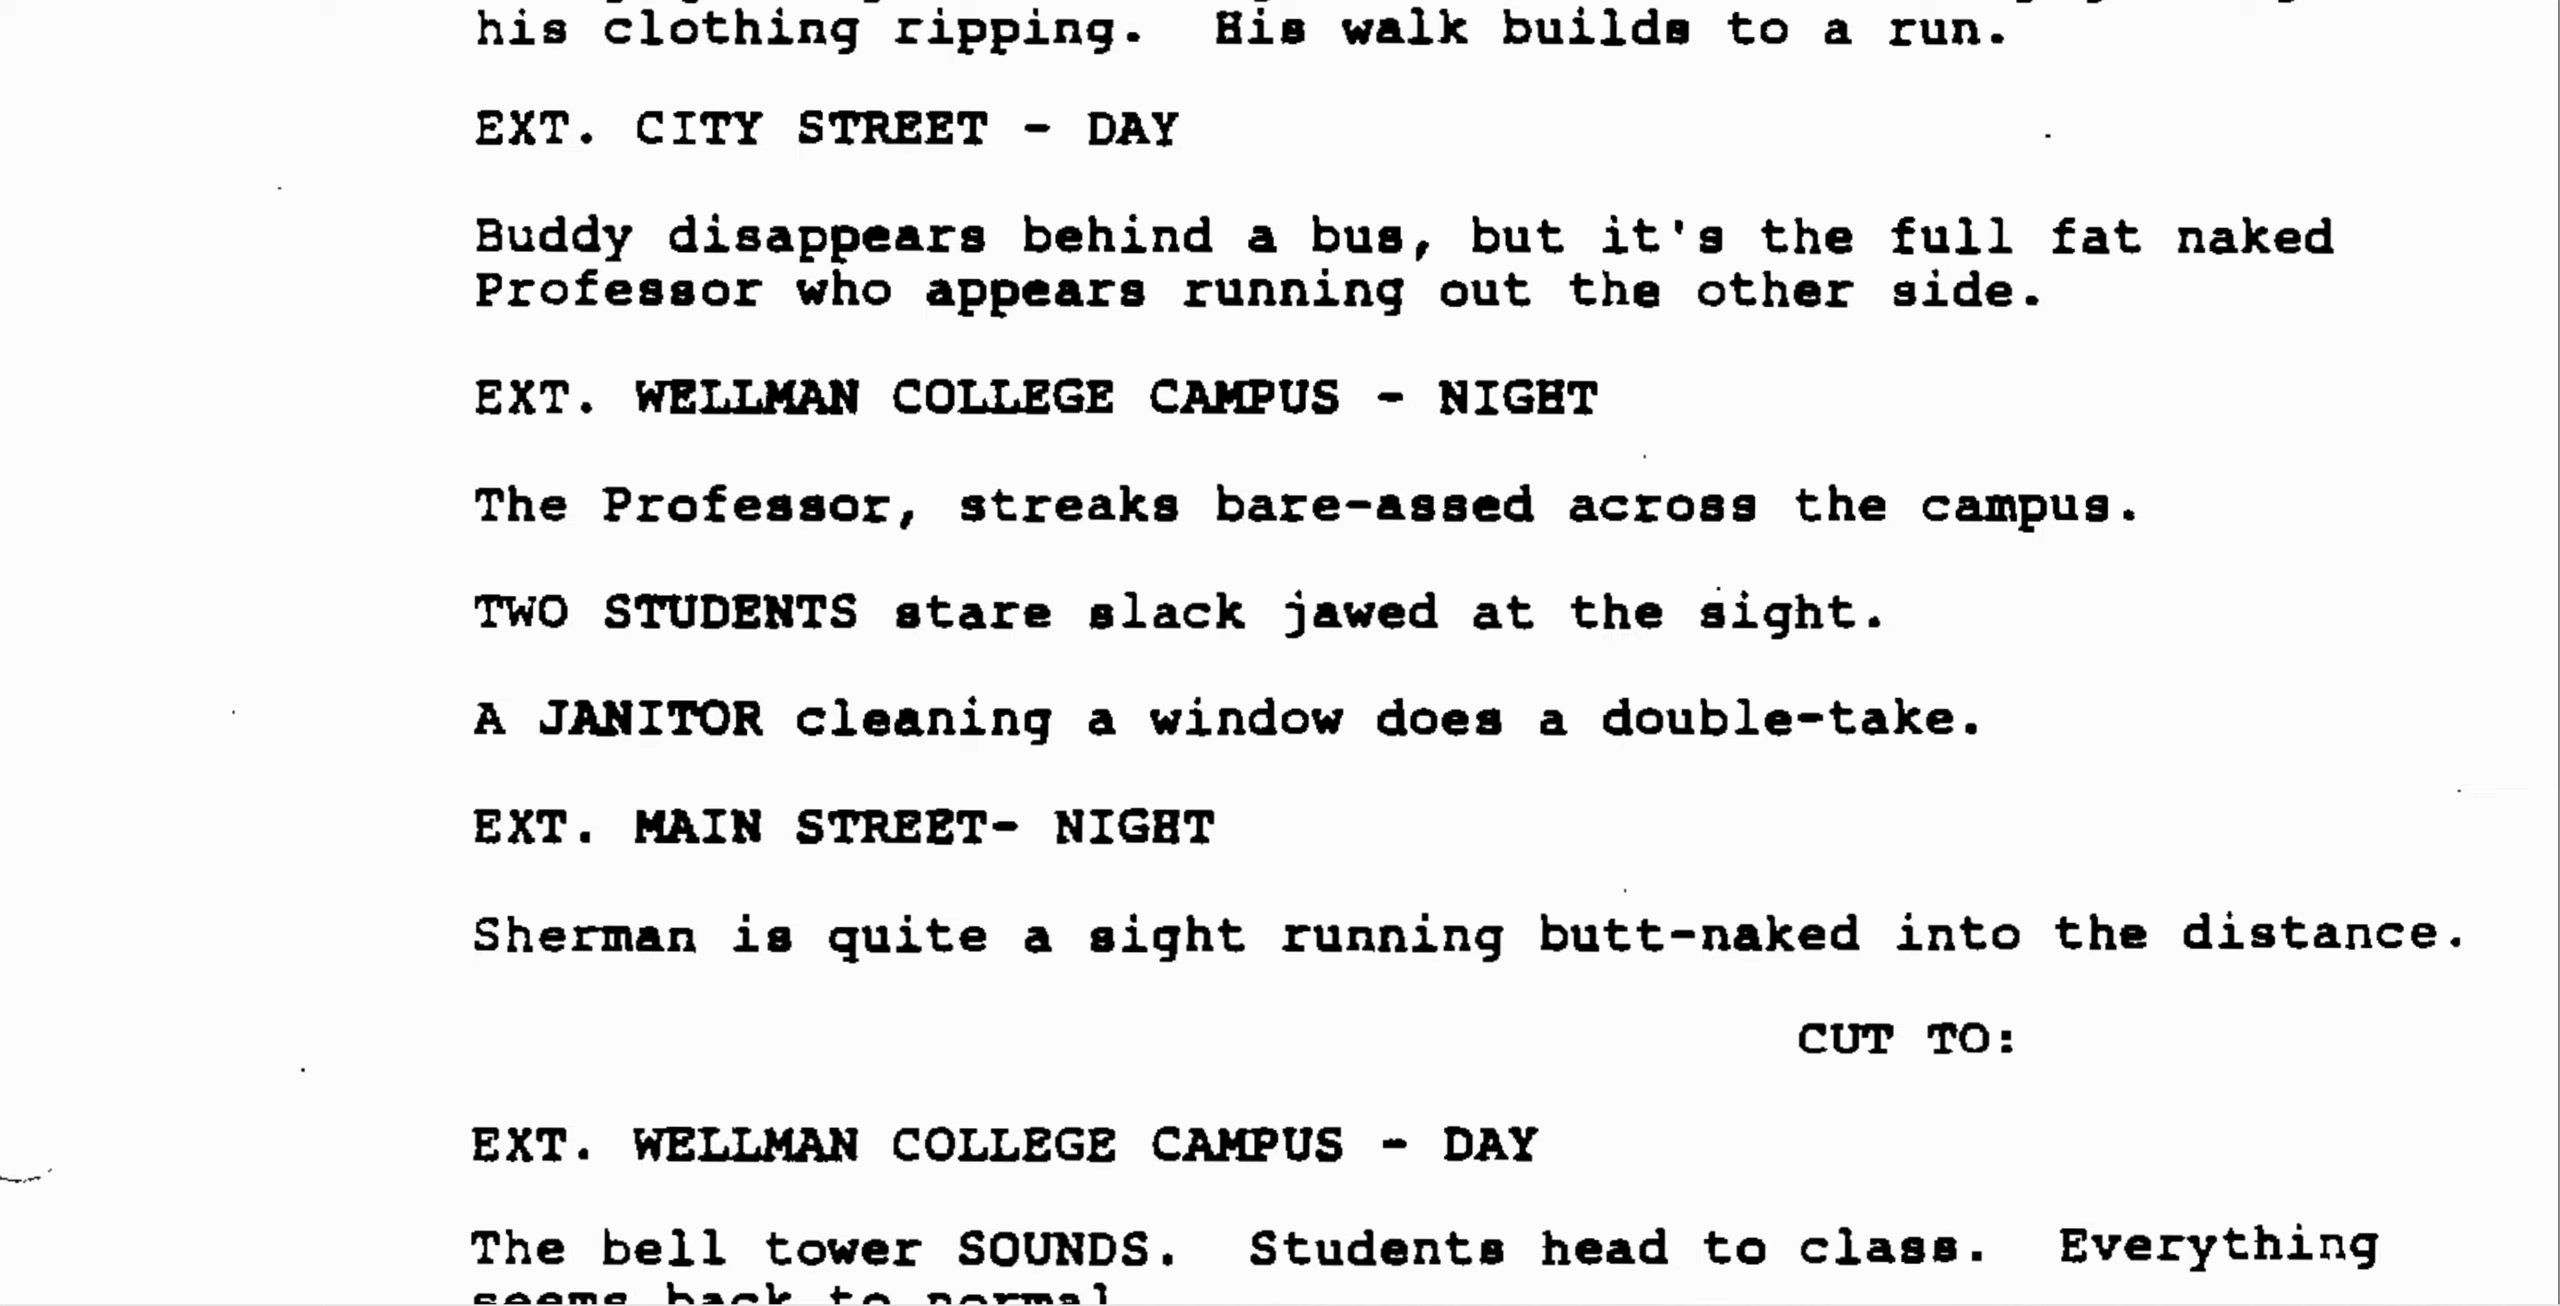 his clothing ripping.  His walk builds to a run.
EXT. CITY STREET - DAY
Buddy disappears behind a bus, but it's the full fat naked
Professor who appears running out the other side.
EXT. WELLMAN COLLEGE CAMPUS - NIGHT
The Professor, streaks bare-assed across the campus.
TWO STUDENTS stare slack jawed at the sight.
A JANITOR cleaning a window does a double-take.
EXT. MAIN STREET- NIGHT
Sherman is quite a sight running butt-naked into the distance.
CUT TO:
EXT. WELLMAN COLLEGE CAMPUS - DAY
The bell tower SOUNDS.  Students head to class.  Everything
seems back to normal